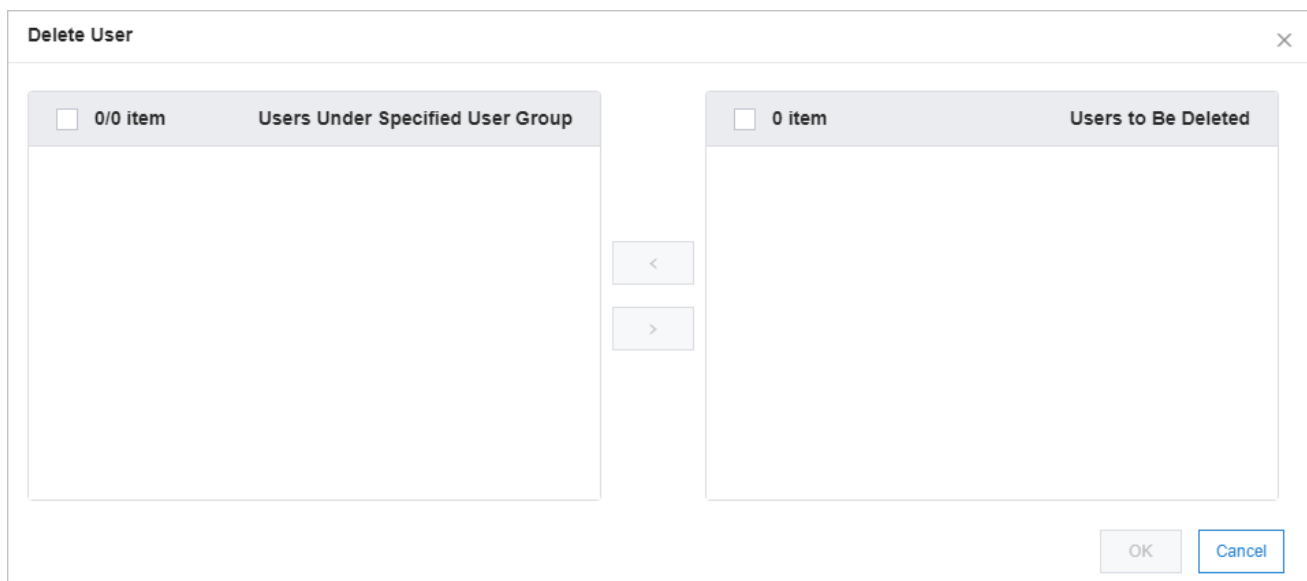 Delete User
0/0 item Users Under Specified User Group
0 item Users to Be Deleted
<
>
OK Cancel